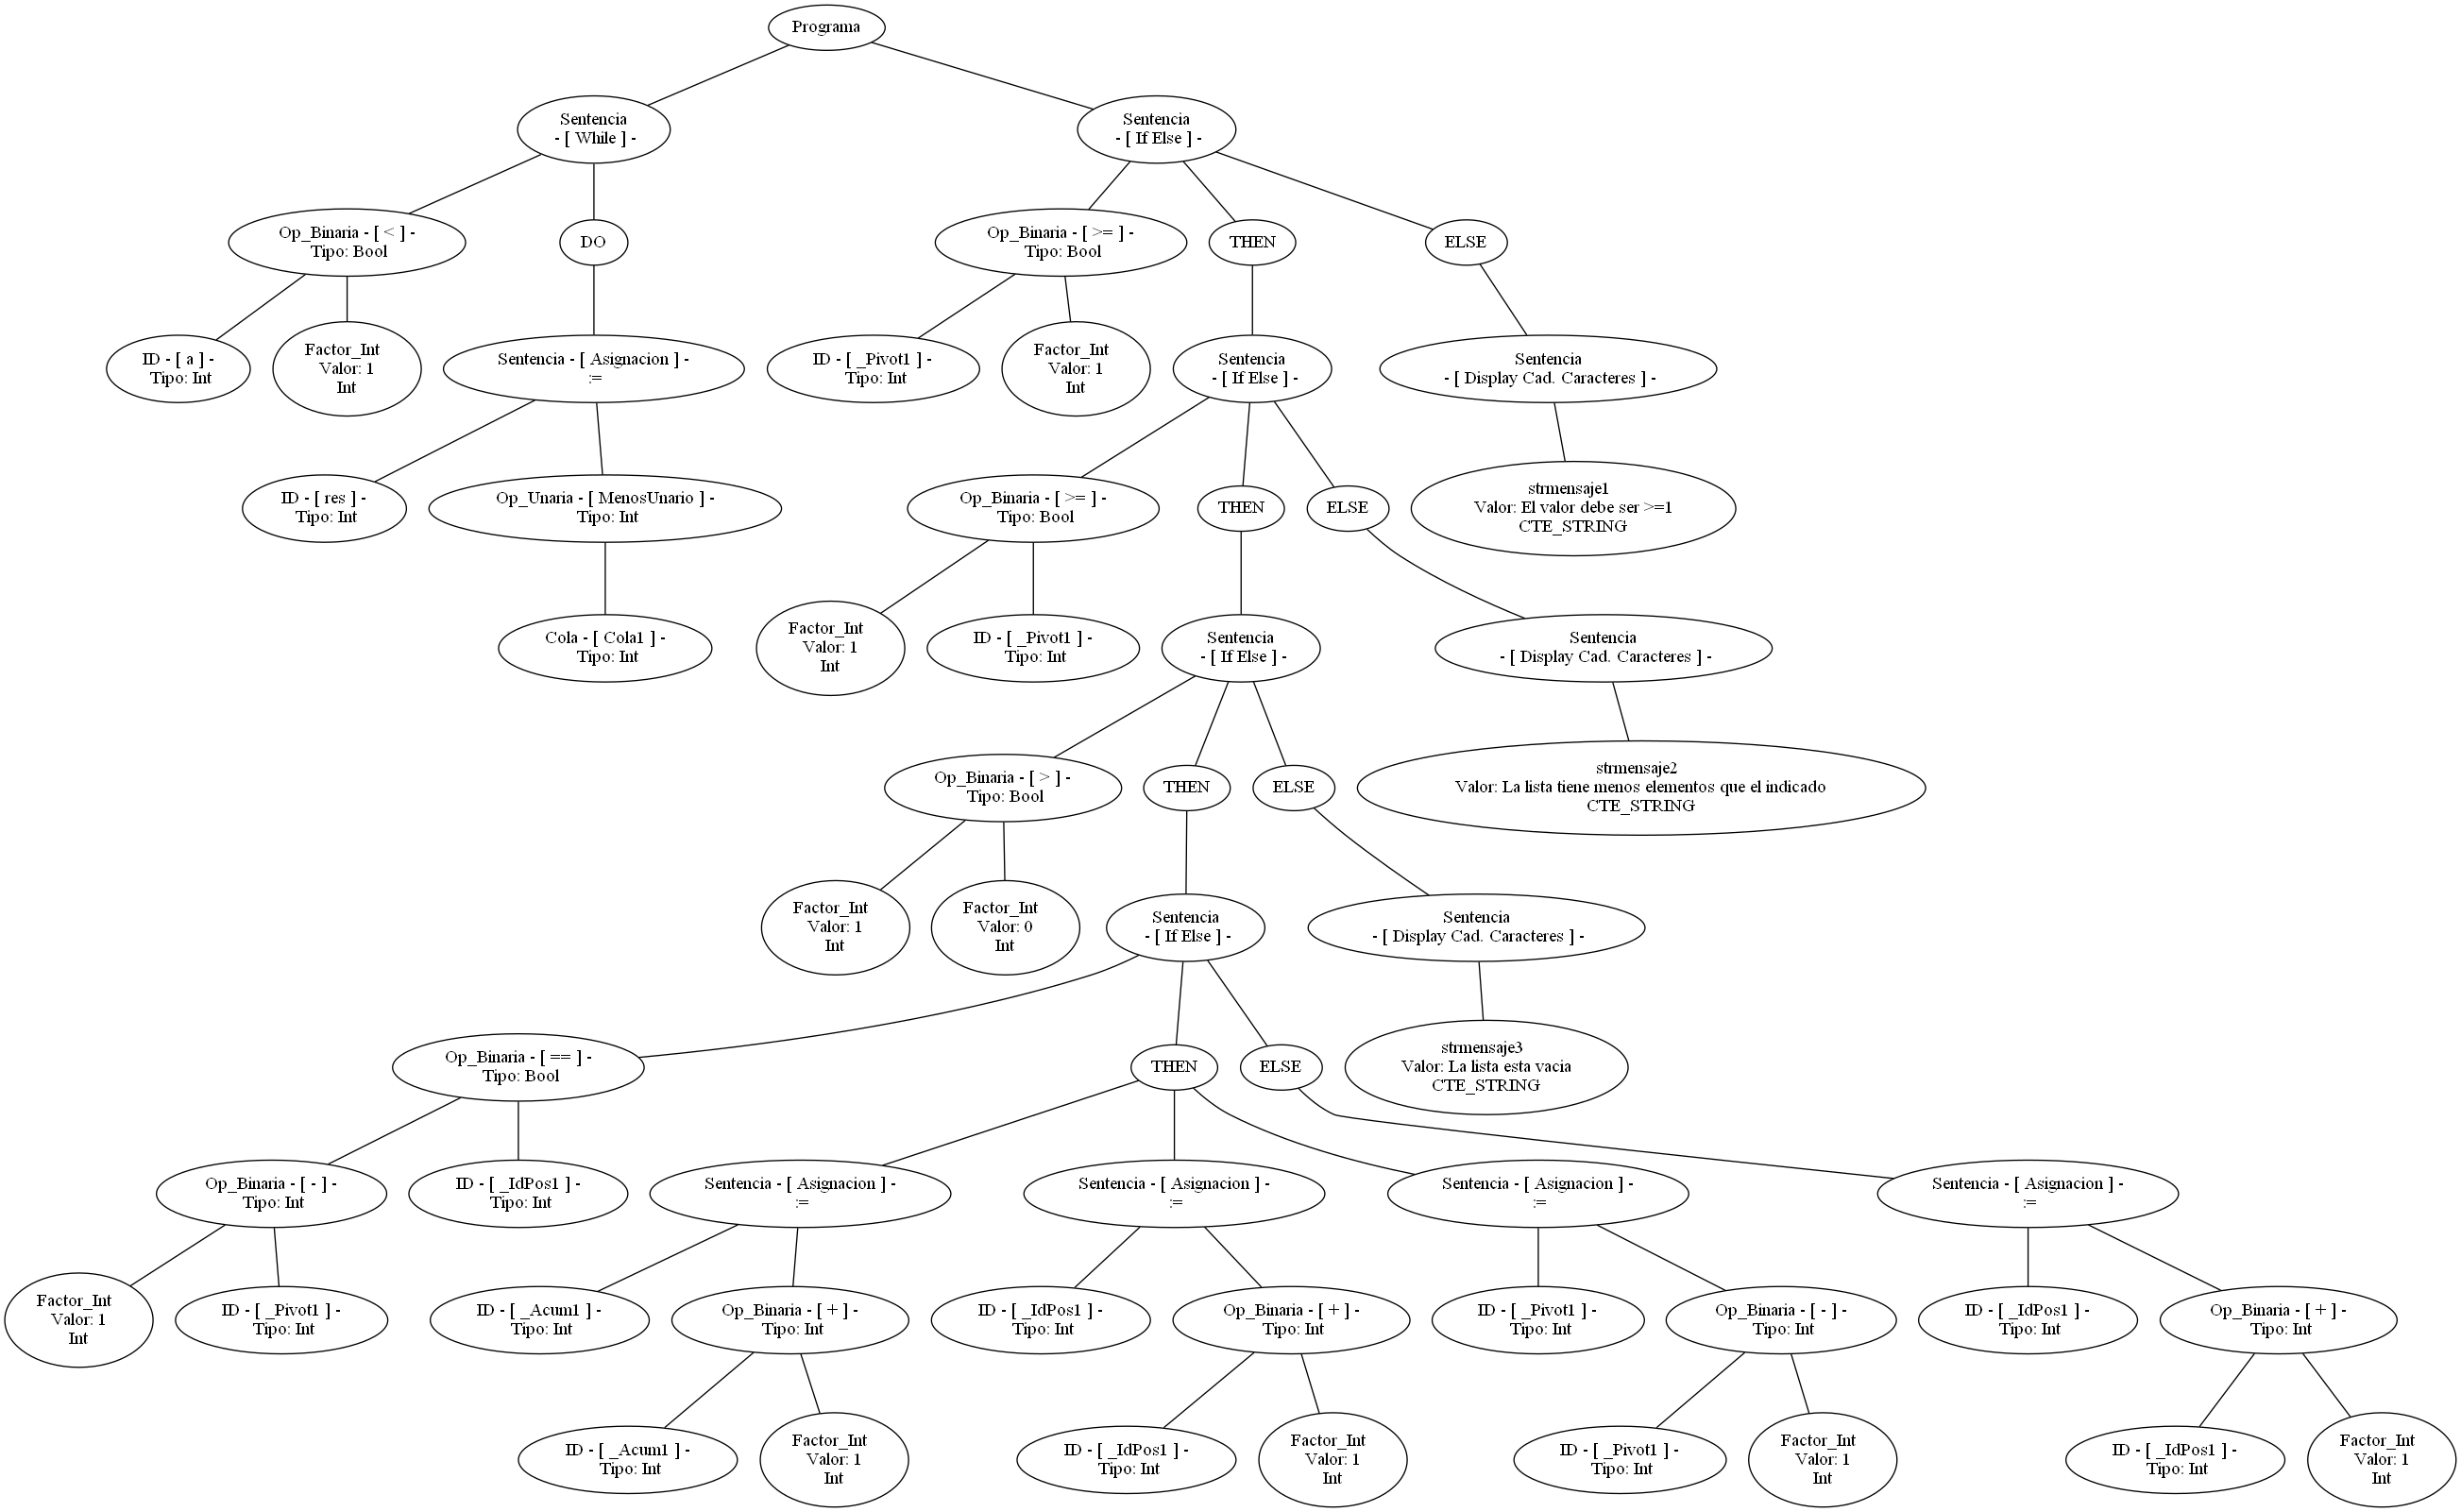 Programa
Sentencia
- [ While ] -
Sentencia
- [ If Else ] -
Op_Binaria - [ < ] -
Tipo: Bool
DO
Op_Binaria - [ >= ] -
Tipo: Bool
THEN
ELSE
ID - [ a ] -
Tipo: Int
Factor_Int
Valor: 1
Int
Sentencia - [ Asignacion ] -
:=
ID - [ _Pivot1 ] -
Tipo: Int
Factor_Int
Valor: 1
Int
Sentencia
- [ If Else ] -
Sentencia
- [ Display Cad. Caracteres ] -
ID - [ res ] -
Tipo: Int
Op_Unaria - [ MenosUnario ] -
Tipo: Int
Op_Binaria - [ >= ] -
Tipo: Bool
THEN
ELSE
strmensaje1
Valor: El valor debe ser >=1
CTE_STRING
Cola - [ Cola1 ] -
Tipo: Int
Factor_Int
Valor: 1
Int
ID - [ _Pivot1 ] -
Tipo: Int
Sentencia
- [ If Else ] -
Sentencia
- [ Display Cad. Caracteres ] -
Op_Binaria - [ > ] -
Tipo: Bool
THEN
ELSE
strmensaje2
Valor: La lista tiene menos elementos que el indicado
CTE_STRING
Factor_Int
Valor: 1
Int
Factor_Int
Valor: 0
Int
Sentencia
- [ If Else ] -
Sentencia
- [ Display Cad. Caracteres ] -
Op_Binaria - [ == ] -
Tipo: Bool
THEN
ELSE
strmensaje3
Valor: La lista esta vacia
CTE_STRING
Op_Binaria - [ - ] -
Tipo: Int
ID - [ _IdPos1 ] -
Tipo: Int
Sentencia - [ Asignacion ] -
:=
Sentencia - [ Asignacion ] -
:=
Sentencia - [ Asignacion ] -
:=
Sentencia - [ Asignacion ] -
:=
Factor_Int
Valor: 1
Int
ID - [ _Pivot1 ] -
Tipo: Int
ID - [ _Acum1 ] -
Tipo: Int
Op_Binaria - [ + ] -
Tipo: Int
ID - [ _IdPos1 ] -
Tipo: Int
Op_Binaria - [ + ] -
Tipo: Int
ID - [ _Pivot1 ] -
Tipo: Int
Op_Binaria - [ - ] -
Tipo: Int
ID - [ _IdPos1 ] -
Tipo: Int
Op_Binaria - [ + ] -
Tipo: Int
ID - [ _Acum1 ] -
Tipo: Int
Factor_Int
Valor: 1
Int
ID - [ _IdPos1 ] -
Tipo: Int
Factor_Int
Valor: 1
Int
ID - [ _Pivot1 ] -
Tipo: Int
Factor_Int
Valor: 1
Int
ID - [ _IdPos1 ] -
Tipo: Int
Factor_Int
Valor: 1
Int